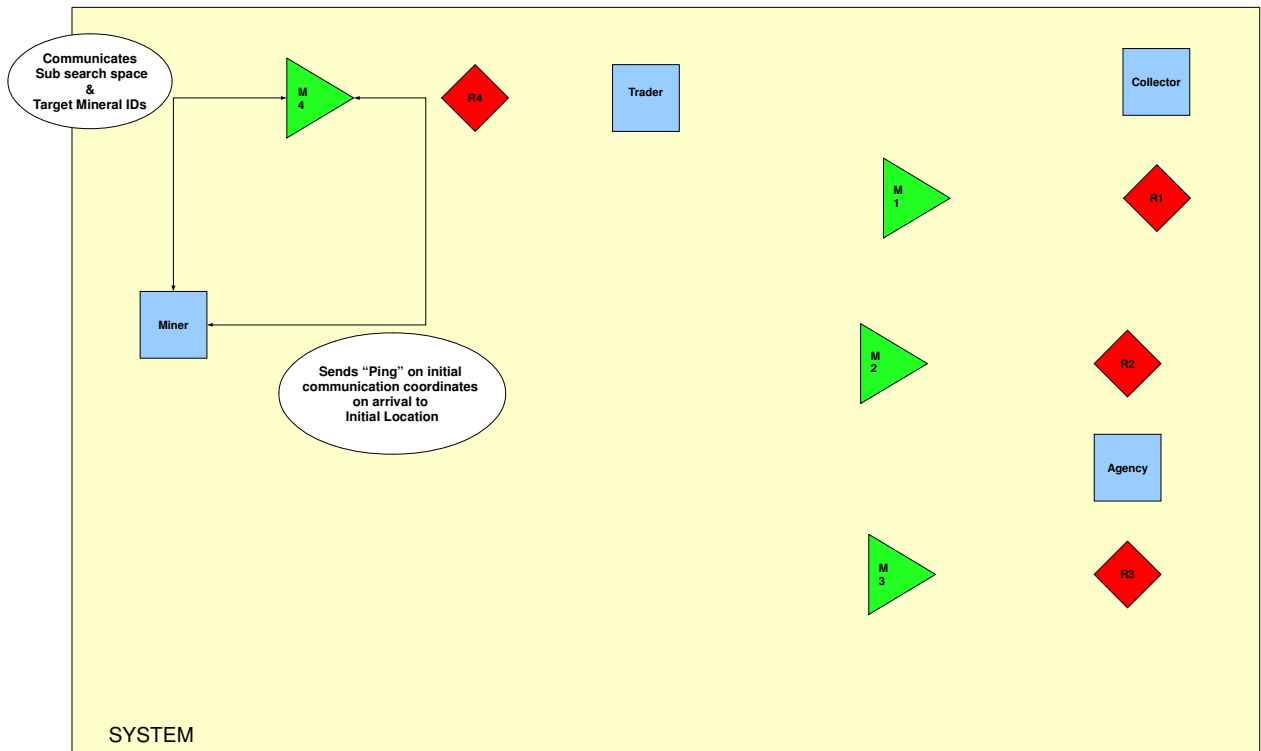 Communicates
Sub search space
&
Target Mineral IDs
M
4
R4
Trader
Collector
M
1
R1
Miner
Sends “Ping” on initial
communication coordinates
on arrival to
Initial Location
M
2
R2
Agency
M
3
R3
SYSTEM